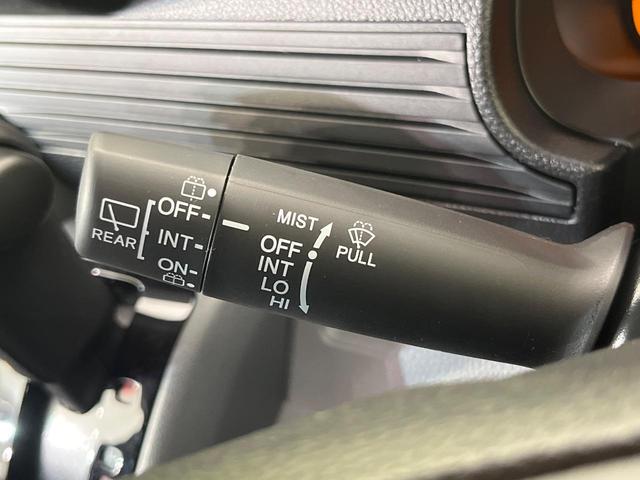 REAR
OFF
INT
ON
MIST
OFF
INT
LO
HI
PULL